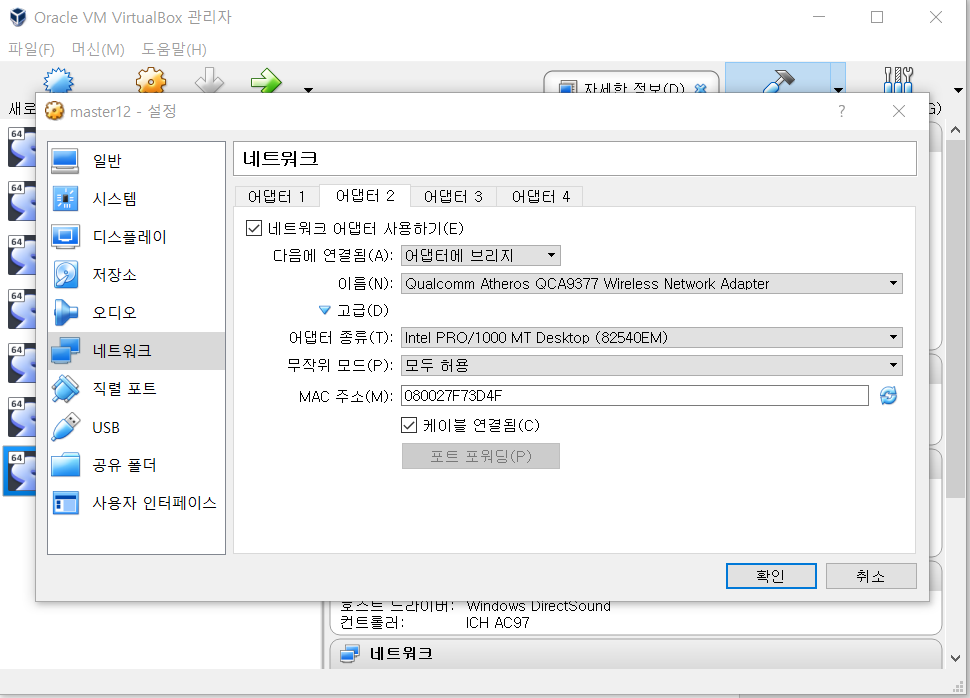 Oracle VM VirtualBox 관리자
파일(F) 머신(M) 도움말(H)
자세한 정보(D)
새로
G)
master12 - 설정
?
64
64
64
64
64
64
64
일반
시스템
디스플레이
저장소
오디오
네트워크
직렬 포트
USB
공유 폴더
사용자 인터페이스
네트워크
어댑터 1 어댑터 2 어댑터 3 어댑터 4
네트워크 어댑터 사용하기(E)
다음에 연결됨(A): 어댑터에 브리지
이름(N): Qualcomm Atheros QCA9377 Wireless Network Adapter
고급(D)
어댑터 종류(T): Intel PRO/1000 MT Desktop (82540EM)
무작위 모드(P): 모두 허용
MAC 주소(M): 080027F73D4F
케이블 연결됨(C)
포트 포워딩(P)
확인 취소
호스트 드라이버: Windows DirectSound
컨트롤러: ICH AC97
네트워크